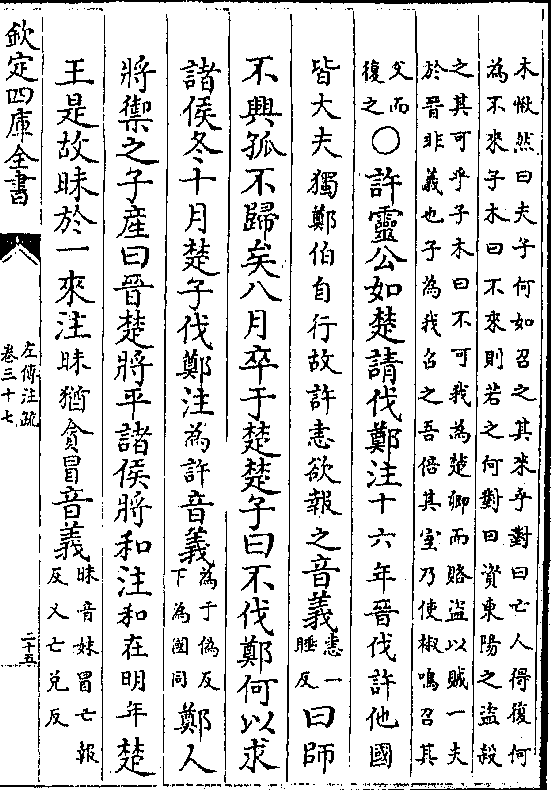 木愀然曰夫子何如召之其來乎對曰亡人得復何
為不來子木曰不來則若之何對曰資東陽之盜殺
之其可乎子木曰不可我為楚卿而賂盜以賊一夫
於晉非義也子為我召之吾倍其室乃使椒鳴召其
父而
復之
○許靈公如楚請伐鄭注十六年晉伐許他國
皆大夫獨鄭伯自行故許恚欲報之音義恚一
睡反
曰師
不興孤不歸矣八月卒于楚楚子曰不伐鄭何以求
諸侯冬十月楚子伐鄭注為許音義為于偽反
下為國同
鄭人
將禦之子產曰晉楚將平諸侯將和注和在明年楚
王是故昧於一來注昧猶貪冒音義昧音妹冒亡報
反又亡兌反
欽定四庫全書
左傳注疏
卷三十七
二十五